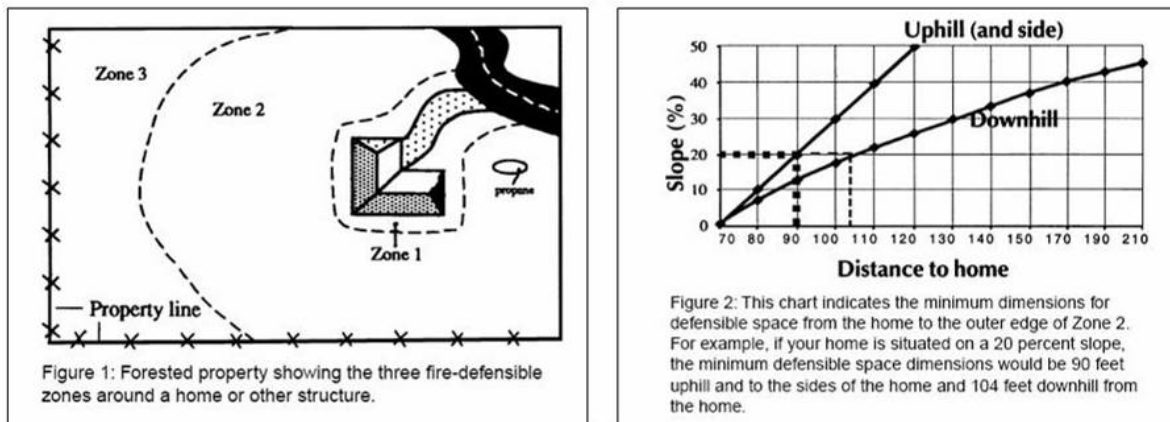 Zone 3
Zone 2
propane
Zone 1
Property line
Figure 1: Forested property showing the three fire-defensible
zones around a home or other structure.
Uphill (and side)
50
40
30
20
10
0
Slope (%)
Downhill
70 80 90 100 110 120 130 140 150 170 190 210
Distance to home
Figure 2: This chart indicates the minimum dimensions for
defensible space from the home to the outer edge of Zone 2.
For example, if your home is situated on a 20 percent slope,
the minimum defensible space dimensions would be 90 feet
uphill and to the sides of the home and 104 feet downhill from
the home.